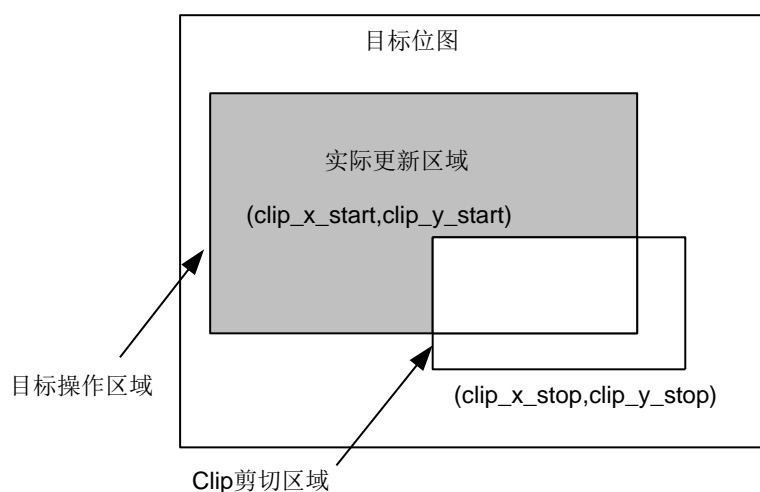 目标位图
实际更新区域
(clip_x_start,clip_y_start)
目标操作区域
(clip_x_stop,clip_y_stop)
Clip剪切区域